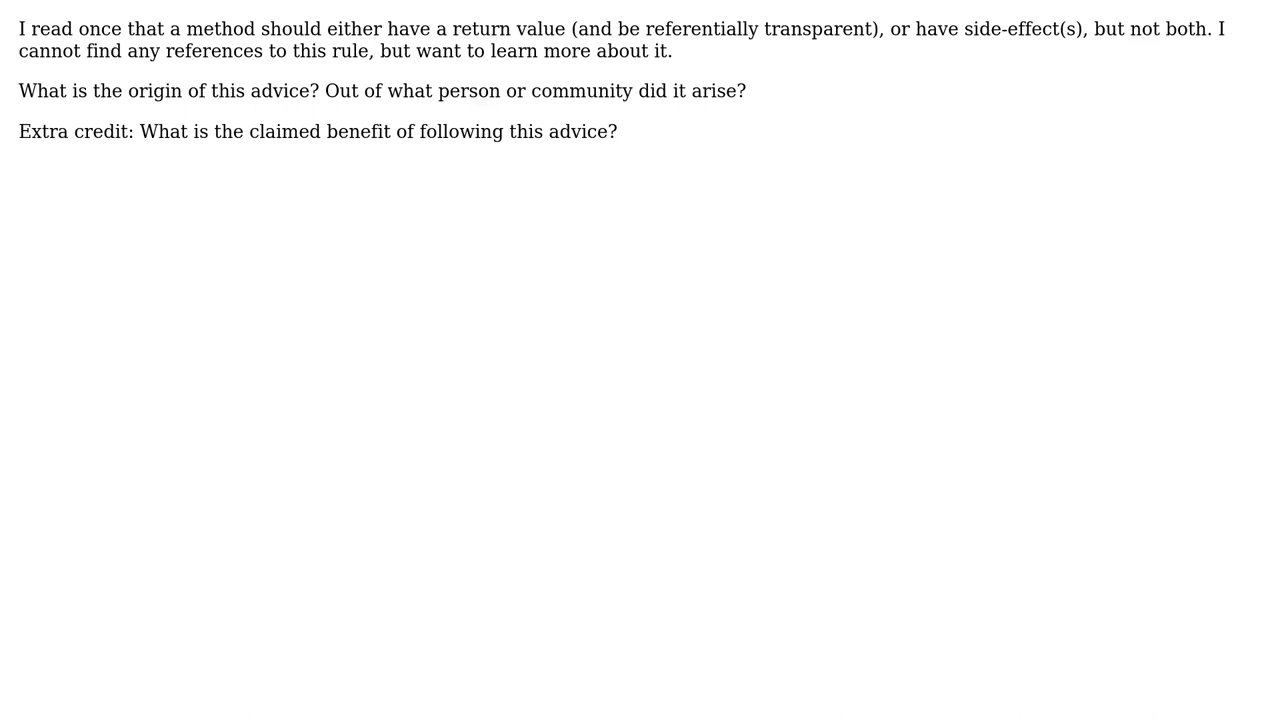 I read once that a method should either have a return value (and be referentially transparent), or have side-effect(s), but not both. I
cannot find any references to this rule, but want to learn more about it.
What is the origin of this advice? Out of what person or community did it arise?
Extra credit: What is the claimed benefit of following this advice?